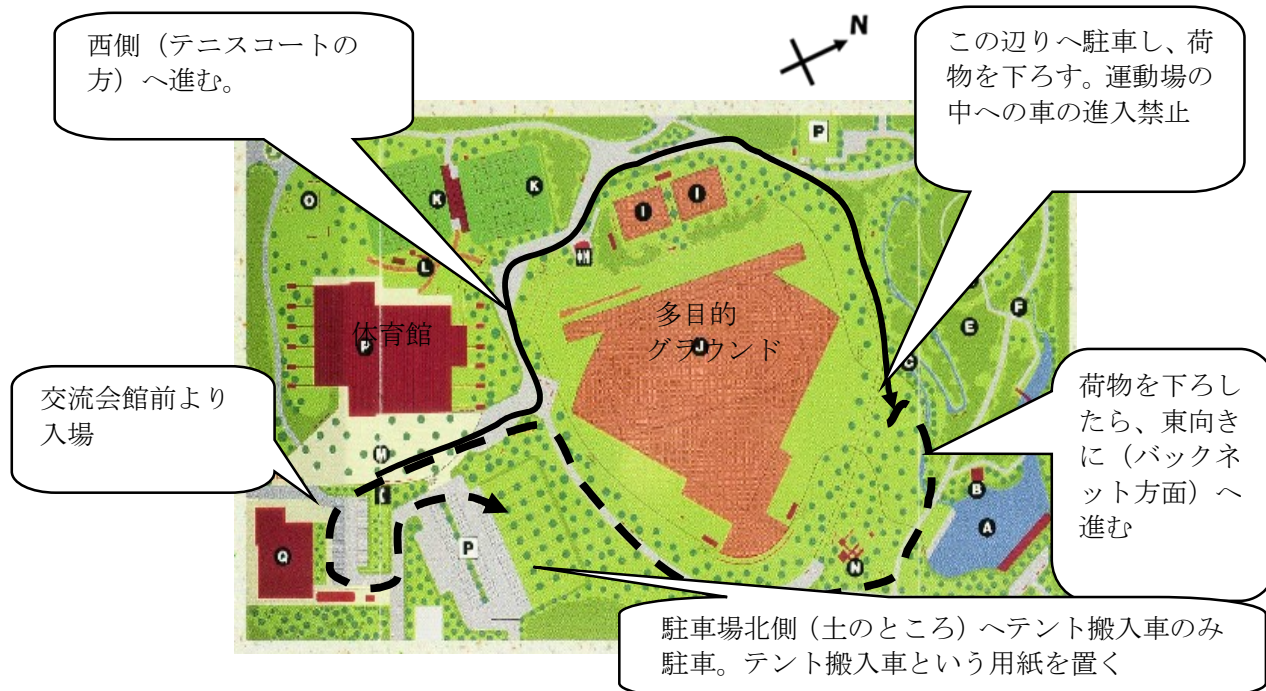 西側（テニスコートの
方）へ進む。
N
この辺りへ駐車し、荷
物を下ろす。運動場の
中への車の進入禁止
P
O
K
K
I
I
L
体育館
P
多目的
グラウンド
J
E
F
C
交流会館前より
入場
M
荷物を下ろし
たら、東向き
に（バックネ
ット方面）へ
進む
B
A
Q
P
N
駐車場北側（土のところ）へテント搬入車のみ
駐車。テント搬入車という用紙を置く